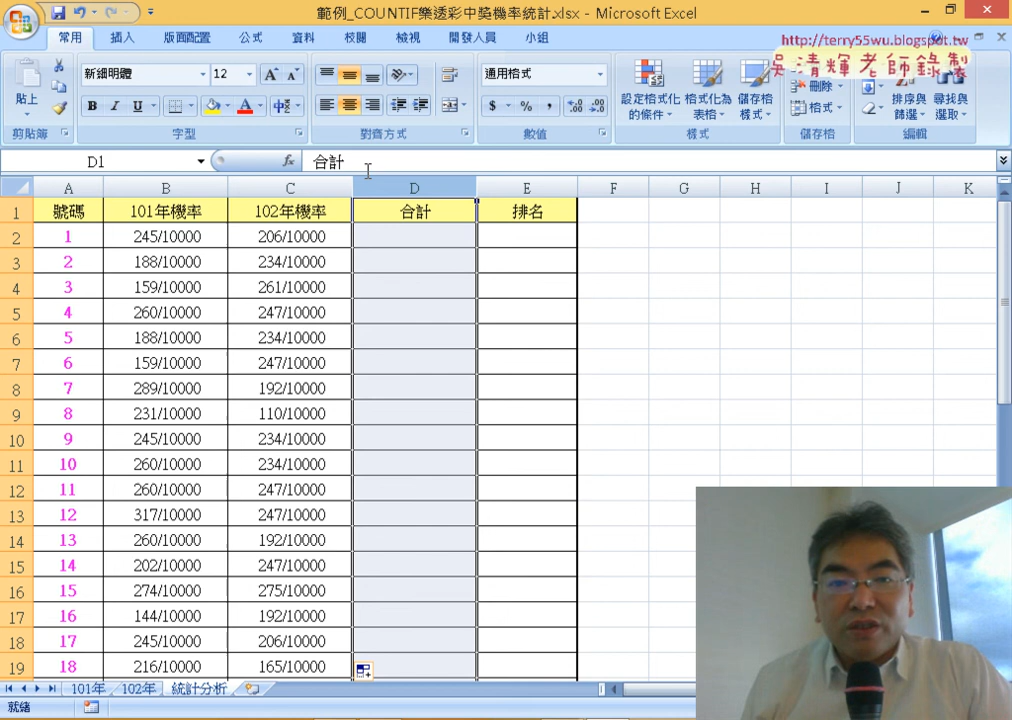 範例_COUNTIF樂透彩中獎機率統計.xlsx - Microsoft Excel
http://terry55wu.blogspot.tw
吳清輝老師錄製
常用 插入 版面配置 公式 資料 校閱 檢視 開發人員 小組
貼上 新細明體 12 通用格式 設定格式化的條件 格式化為表格 儲存格樣式 刪除 格式 排序與篩選 尋找與選取
B I U $ % ,
剪貼簿 字型 對齊方式 數值 樣式 儲存格 編輯
D1 fx 合計
A B C D E F G H I J K
1 號碼 101年機率 102年機率 合計 排名
2 1 245/10000 206/10000
3 2 188/10000 234/10000
4 3 159/10000 261/10000
5 4 260/10000 247/10000
6 5 188/10000 234/10000
7 6 159/10000 247/10000
8 7 289/10000 192/10000
9 8 231/10000 110/10000
10 9 245/10000 234/10000
11 10 260/10000 234/10000
12 11 260/10000 247/10000
13 12 317/10000 247/10000
14 13 260/10000 192/10000
15 14 202/10000 247/10000
16 15 274/10000 275/10000
17 16 144/10000 192/10000
18 17 245/10000 206/10000
19 18 216/10000 165/10000
101年 102年 統計分析
就緒